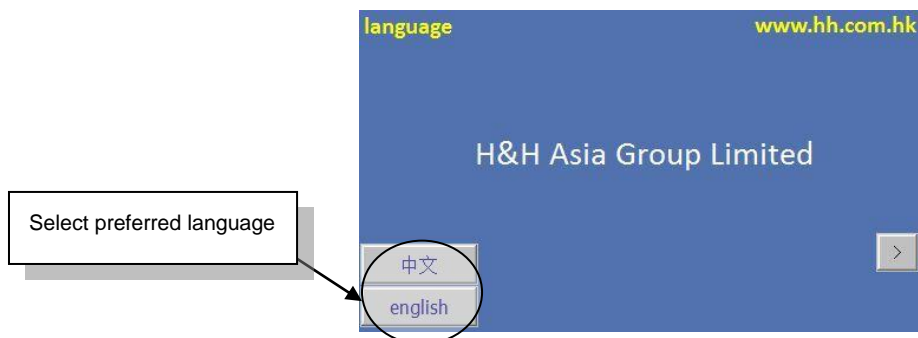 language
www.hh.com.hk
H&H Asia Group Limited
Select preferred language
>
中文
english